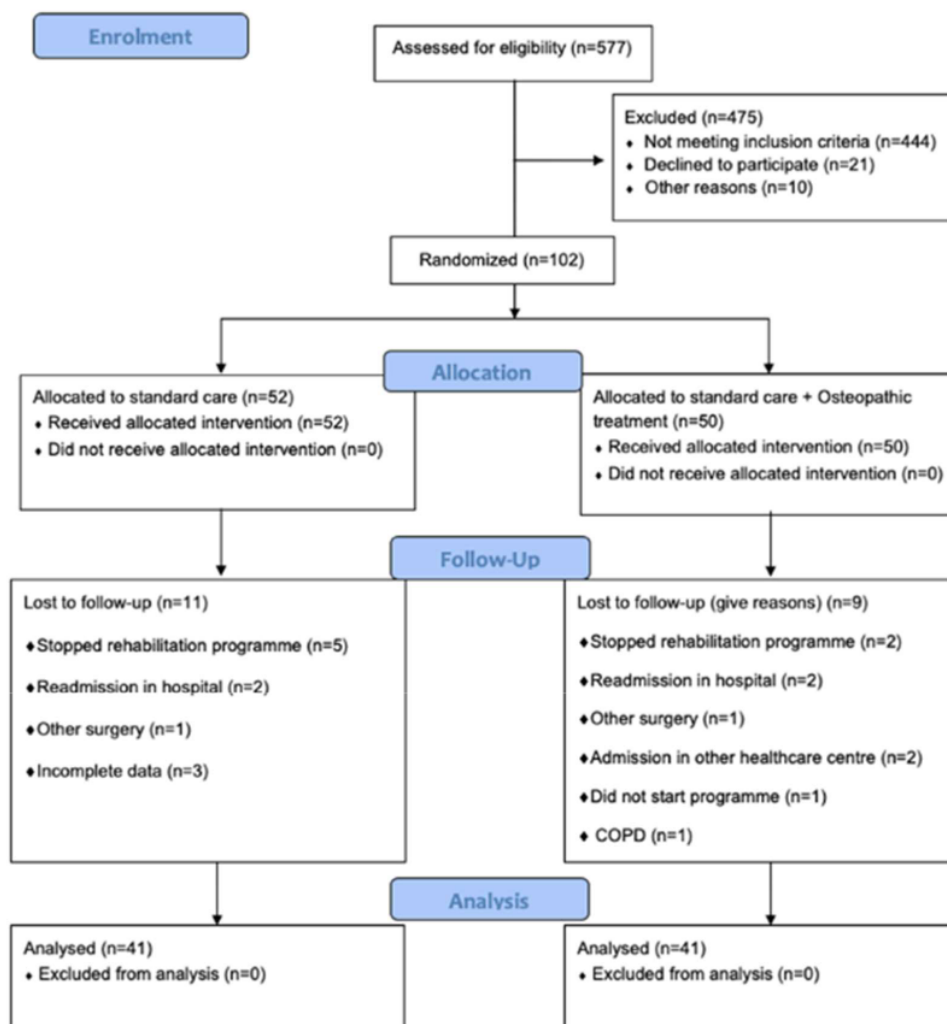 Enrolment
Assessed for eligibility (n=577)
Excluded (n=475)
⬧ Not meeting inclusion criteria (n=444)
⬧ Declined to participate (n=21)
⬧ Other reasons (n=10)
Randomized (n=102)
Allocation
Allocated to standard care (n=52)
⬧ Received allocated intervention (n=52)
⬧ Did not receive allocated intervention (n=0)
Allocated to standard care + Osteopathic
treatment (n=50)
⬧ Received allocated intervention (n=50)
⬧ Did not receive allocated intervention (n=0)
Follow-Up
Lost to follow-up (n=11)
⬧Stopped rehabilitation programme (n=5)
⬧Readmission in hospital (n=2)
⬧Other surgery (n=1)
⬧Incomplete data (n=3)
Lost to follow-up (give reasons) (n=9)
⬧Stopped rehabilitation programme (n=2)
⬧Readmission in hospital (n=2)
⬧Other surgery (n=1)
⬧Admission in other healthcare centre (n=2)
⬧Did not start programme (n=1)
⬧ COPD (n=1)
Analysis
Analysed (n=41)
⬧ Excluded from analysis (n=0)
Analysed (n=41)
⬧ Excluded from analysis (n=0)